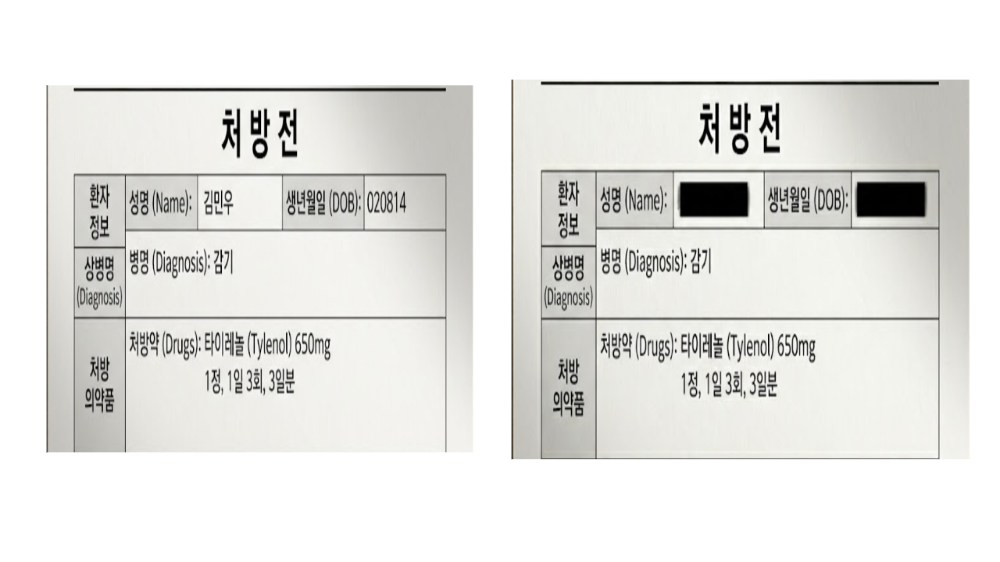 처방전
환자 정보
성명 (Name): 김민우 생년월일 (DOB): 020814
상병명 (Diagnosis)
병명 (Diagnosis): 감기
처방 의약품
처방약 (Drugs): 타이레놀 (Tylenol) 650mg
1정, 1일 3회, 3일분
처방전
환자 정보
성명 (Name): 생년월일 (DOB):
상병명 (Diagnosis)
병명 (Diagnosis): 감기
처방 의약품
처방약 (Drugs): 타이레놀 (Tylenol) 650mg
1정, 1일 3회, 3일분